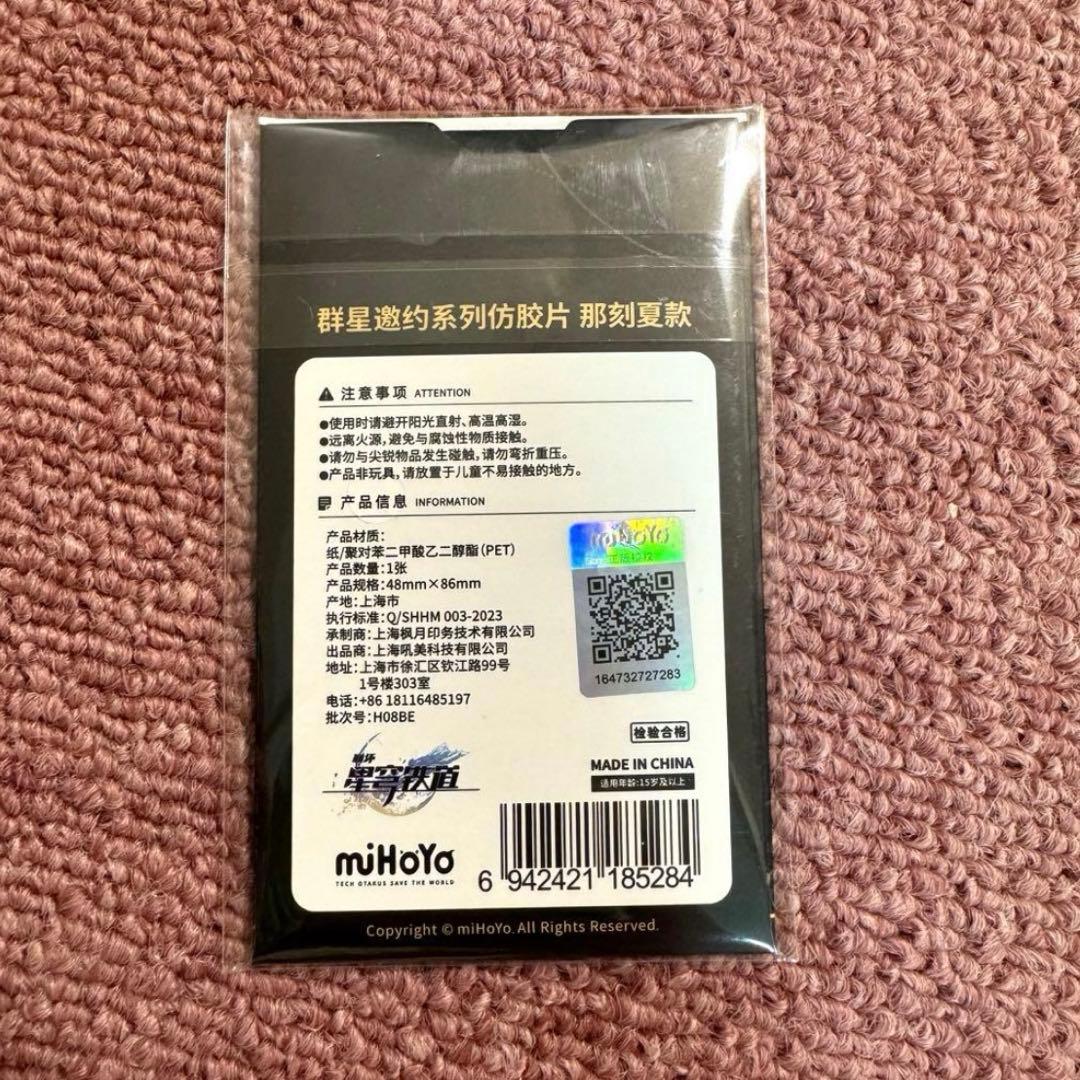 群星邀约系列仿胶片 那刻夏款
注意事项 ATTENTION
●使用时请避开阳光直射、高温高湿。
●远离火源,避免与腐蚀性物质接触。
●请勿与尖锐物品发生碰触,请勿弯折重压。
●产品非玩具,请放置于儿童不易接触的地方。
产品信息 INFORMATION
产品材质:
纸/聚对苯二甲酸乙二醇酯(PET)
产品数量:1张
产品规格:48mm×86mm
产地:上海市
执行标准:Q/SHHM 003-2023
承制商:上海枫月印务技术有限公司
出品商:上海吼美科技有限公司
地址:上海市徐汇区钦江路99号
1号楼303室
电话:+86 18116485197
批次号:H08BE
miHoYo
164732727283
检验合格
MADE IN CHINA
适用年龄:15岁及以上
崩坏
星穹铁道
miHoYo
TECH OTAKUS SAVE THE WORLD
6 942421 185284
Copyright © miHoYo. All Rights Reserved.